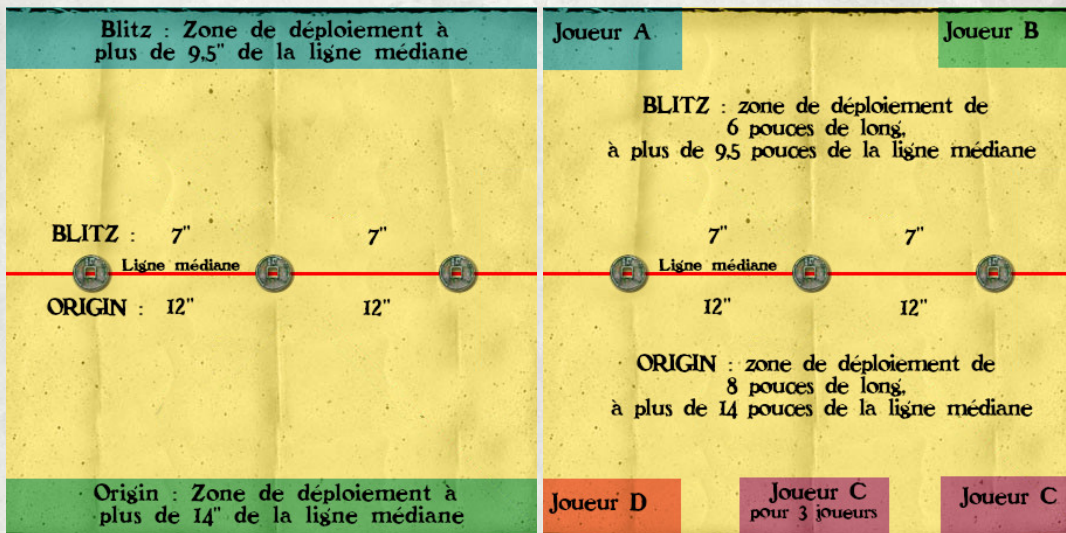 Blitz : Zone de déploiement à
plus de 9,5" de la ligne médiane
BLITZ : 7" 7"
Ligne médiane
ORIGIN : 12" 12"
Origin : Zone de déploiement à
plus de 14" de la ligne médiane
Joueur A
Joueur B
BLITZ : zone de déploiement de
6 pouces de long,
à plus de 9,5 pouces de la ligne médiane
7" 7"
Ligne médiane
12" 12"
ORIGIN : zone de déploiement de
8 pouces de long,
à plus de 14 pouces de la ligne médiane
Joueur D
Joueur C
pour 3 joueurs
Joueur C